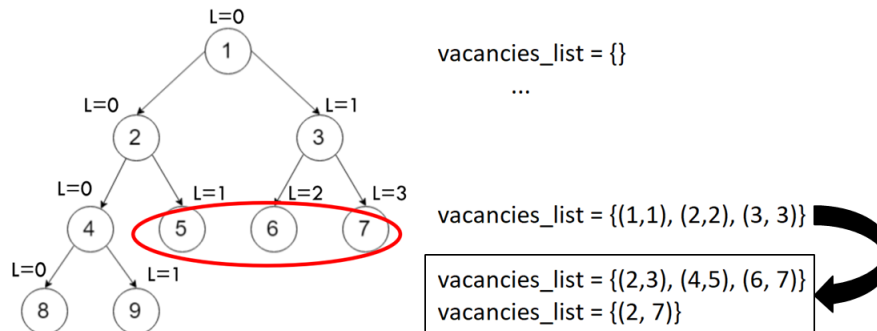 L=0
1
vacancies_list = {}
...
L=0
L=1
2
3
L=0
L=1
L=2
L=3
4
5
6
7
vacancies_list = {(1,1), (2,2), (3, 3)}
L=0
L=1
8
9
vacancies_list = {(2,3), (4,5), (6, 7)}
vacancies_list = {(2, 7)}